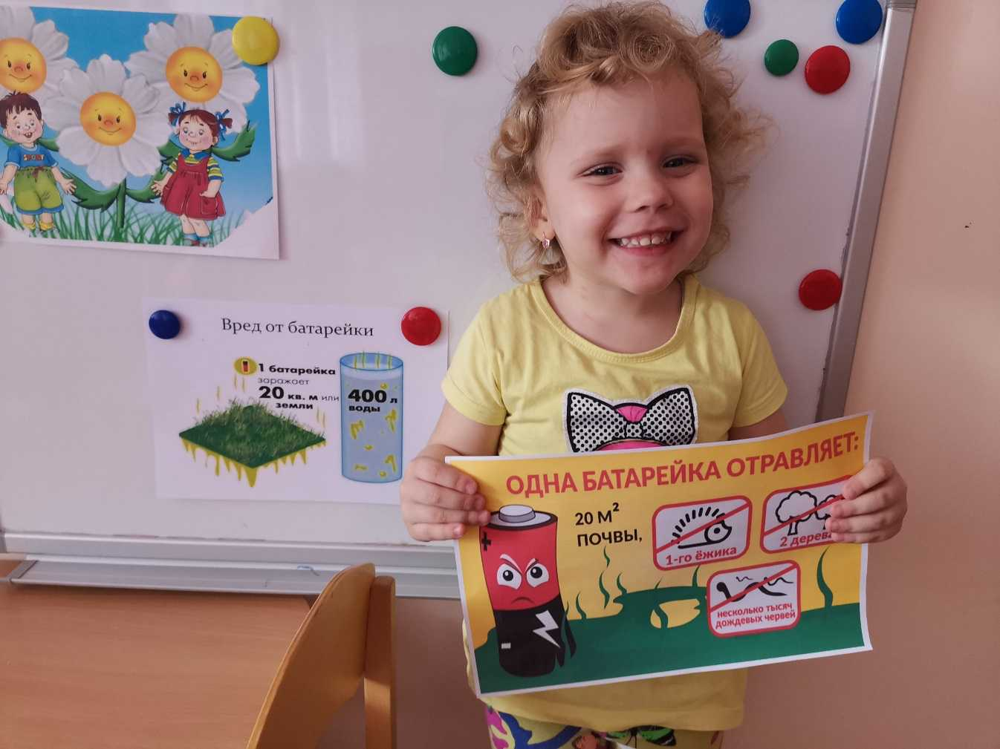 SPORT
Вред от батарейки
1 батарейка
заражает
20 кв. м или
земли
400 л
воды
ОДНА БАТАРЕЙКА ОТРАВЛЯЕТ:
20 М²
ПОЧВЫ,
1-го ёжика
2 дерева
несколько тысяч
дождевых червей